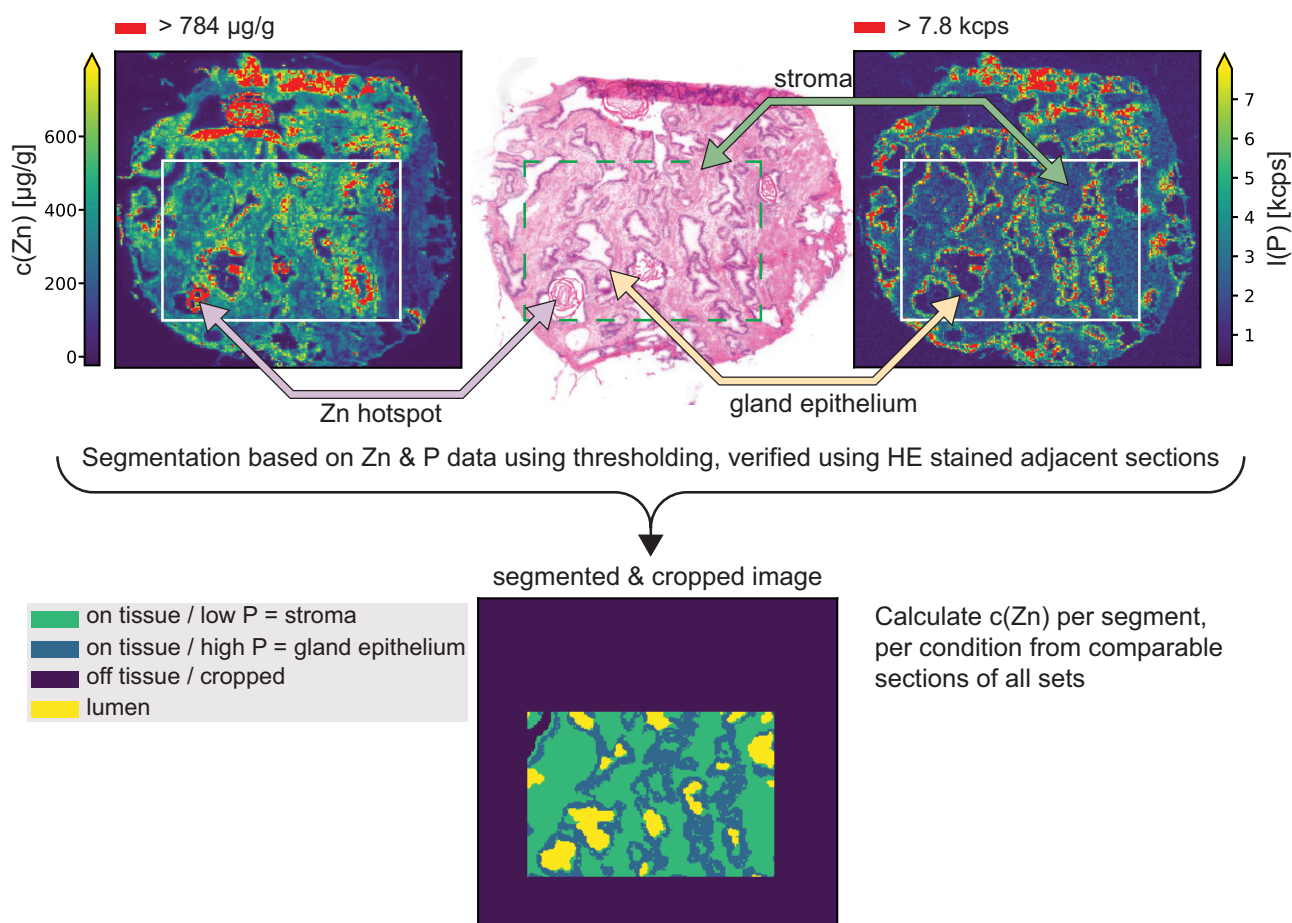 > 784 µg/g
> 7.8 kcps
stroma
c(Zn) [µg/g]
600
400
200
0
7
6
5
4
3
2
1
I(P) [kcps]
Zn hotspot
gland epithelium
Segmentation based on Zn & P data using thresholding, verified using HE stained adjacent sections
segmented & cropped image
on tissue / low P = stroma
on tissue / high P = gland epithelium
off tissue / cropped
lumen
Calculate c(Zn) per segment,
per condition from comparable
sections of all sets